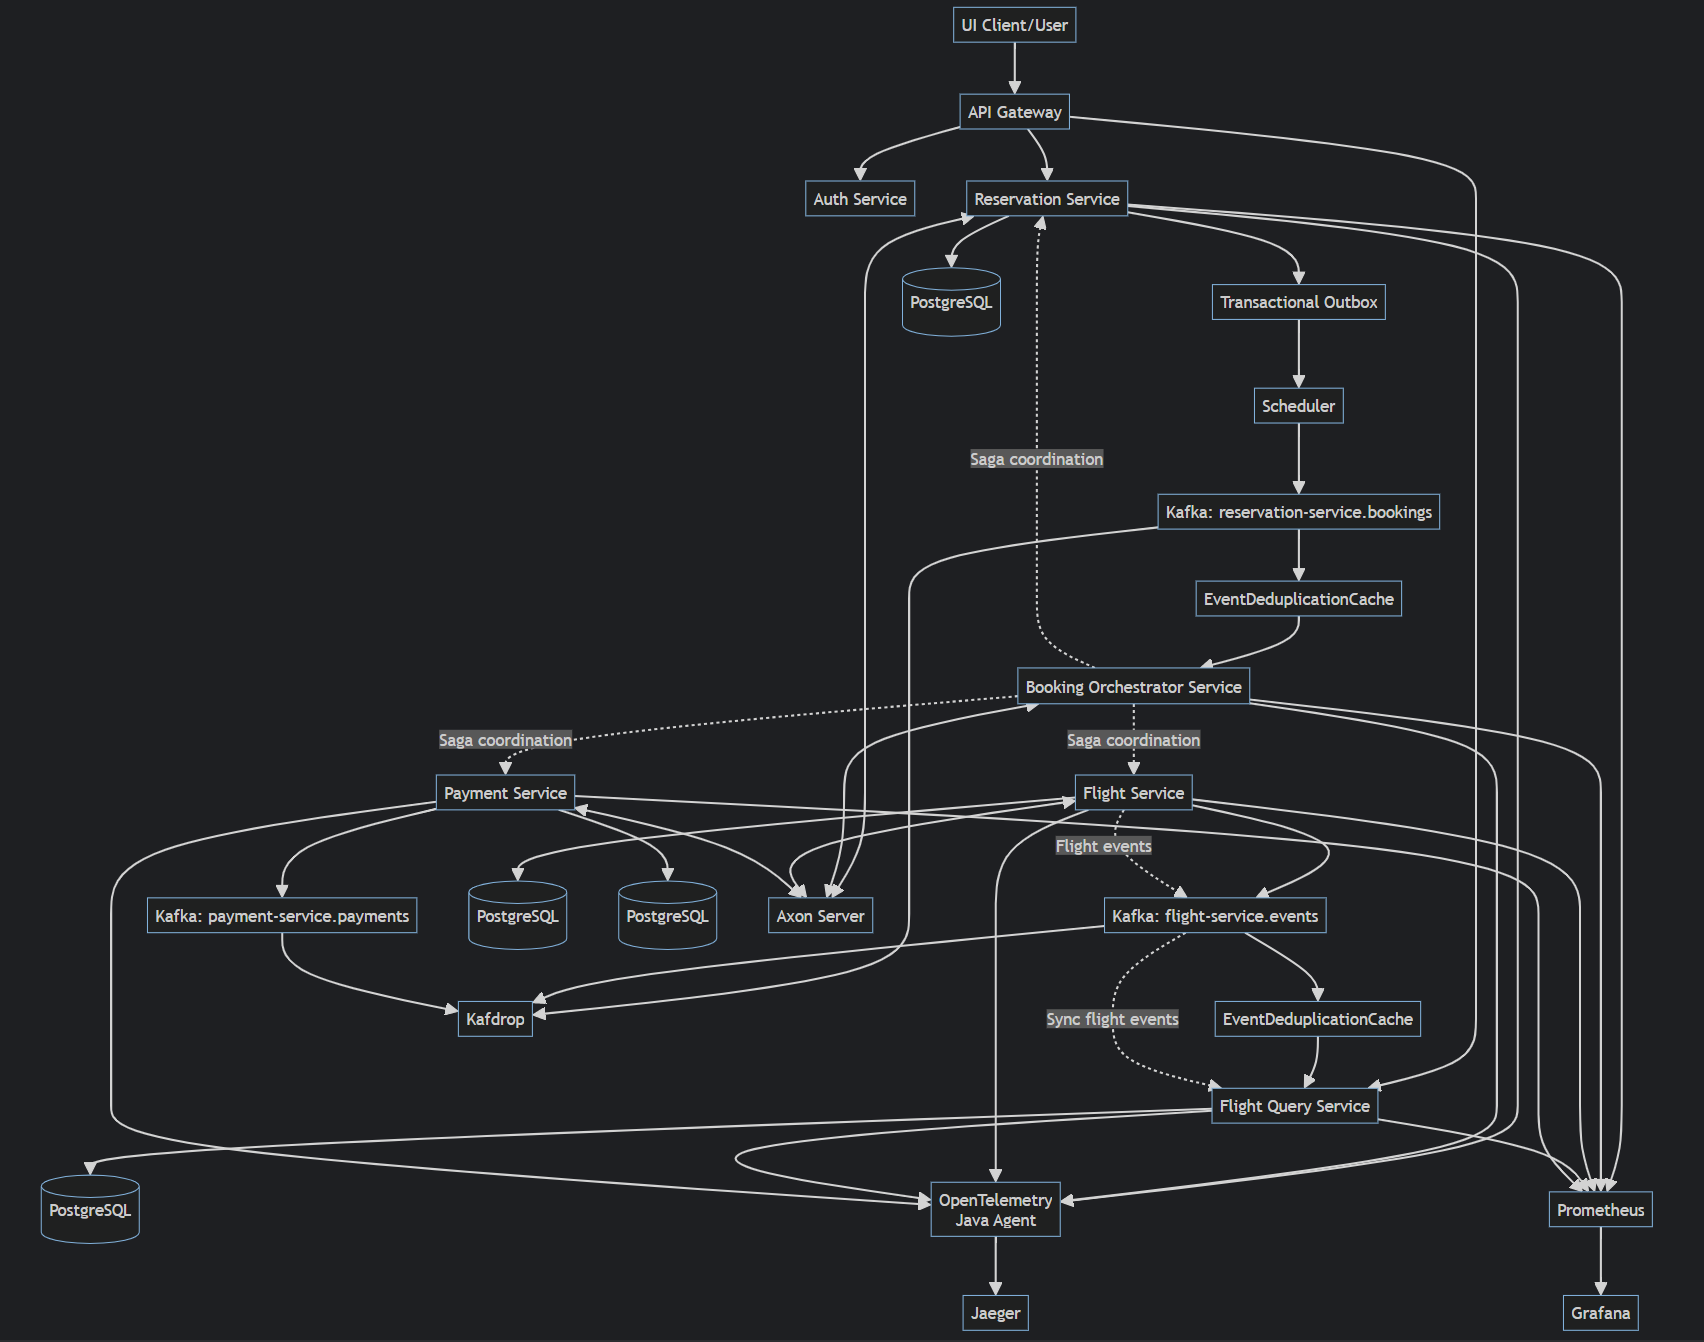 UI Client/User
API Gateway
Auth Service
Reservation Service
PostgreSQL
Transactional Outbox
Scheduler
Saga coordination
Kafka: reservation-service.bookings
EventDeduplicationCache
Booking Orchestrator Service
Saga coordination
Saga coordination
Payment Service
Flight Service
Flight events
Kafka: payment-service.payments
PostgreSQL
PostgreSQL
Axon Server
Kafka: flight-service.events
Kafdrop
Sync flight events
EventDeduplicationCache
Flight Query Service
PostgreSQL
OpenTelemetry
Java Agent
Prometheus
Jaeger
Grafana